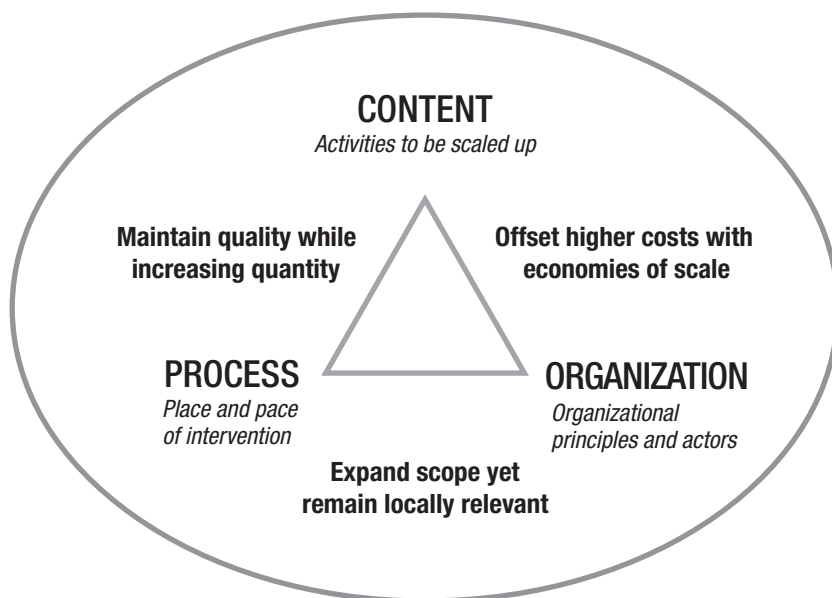 CONTENT
Activities to be scaled up
Maintain quality while
increasing quantity
Offset higher costs with
economies of scale
PROCESS
Place and pace
of intervention
ORGANIZATION
Organizational
principles and actors
Expand scope yet
remain locally relevant